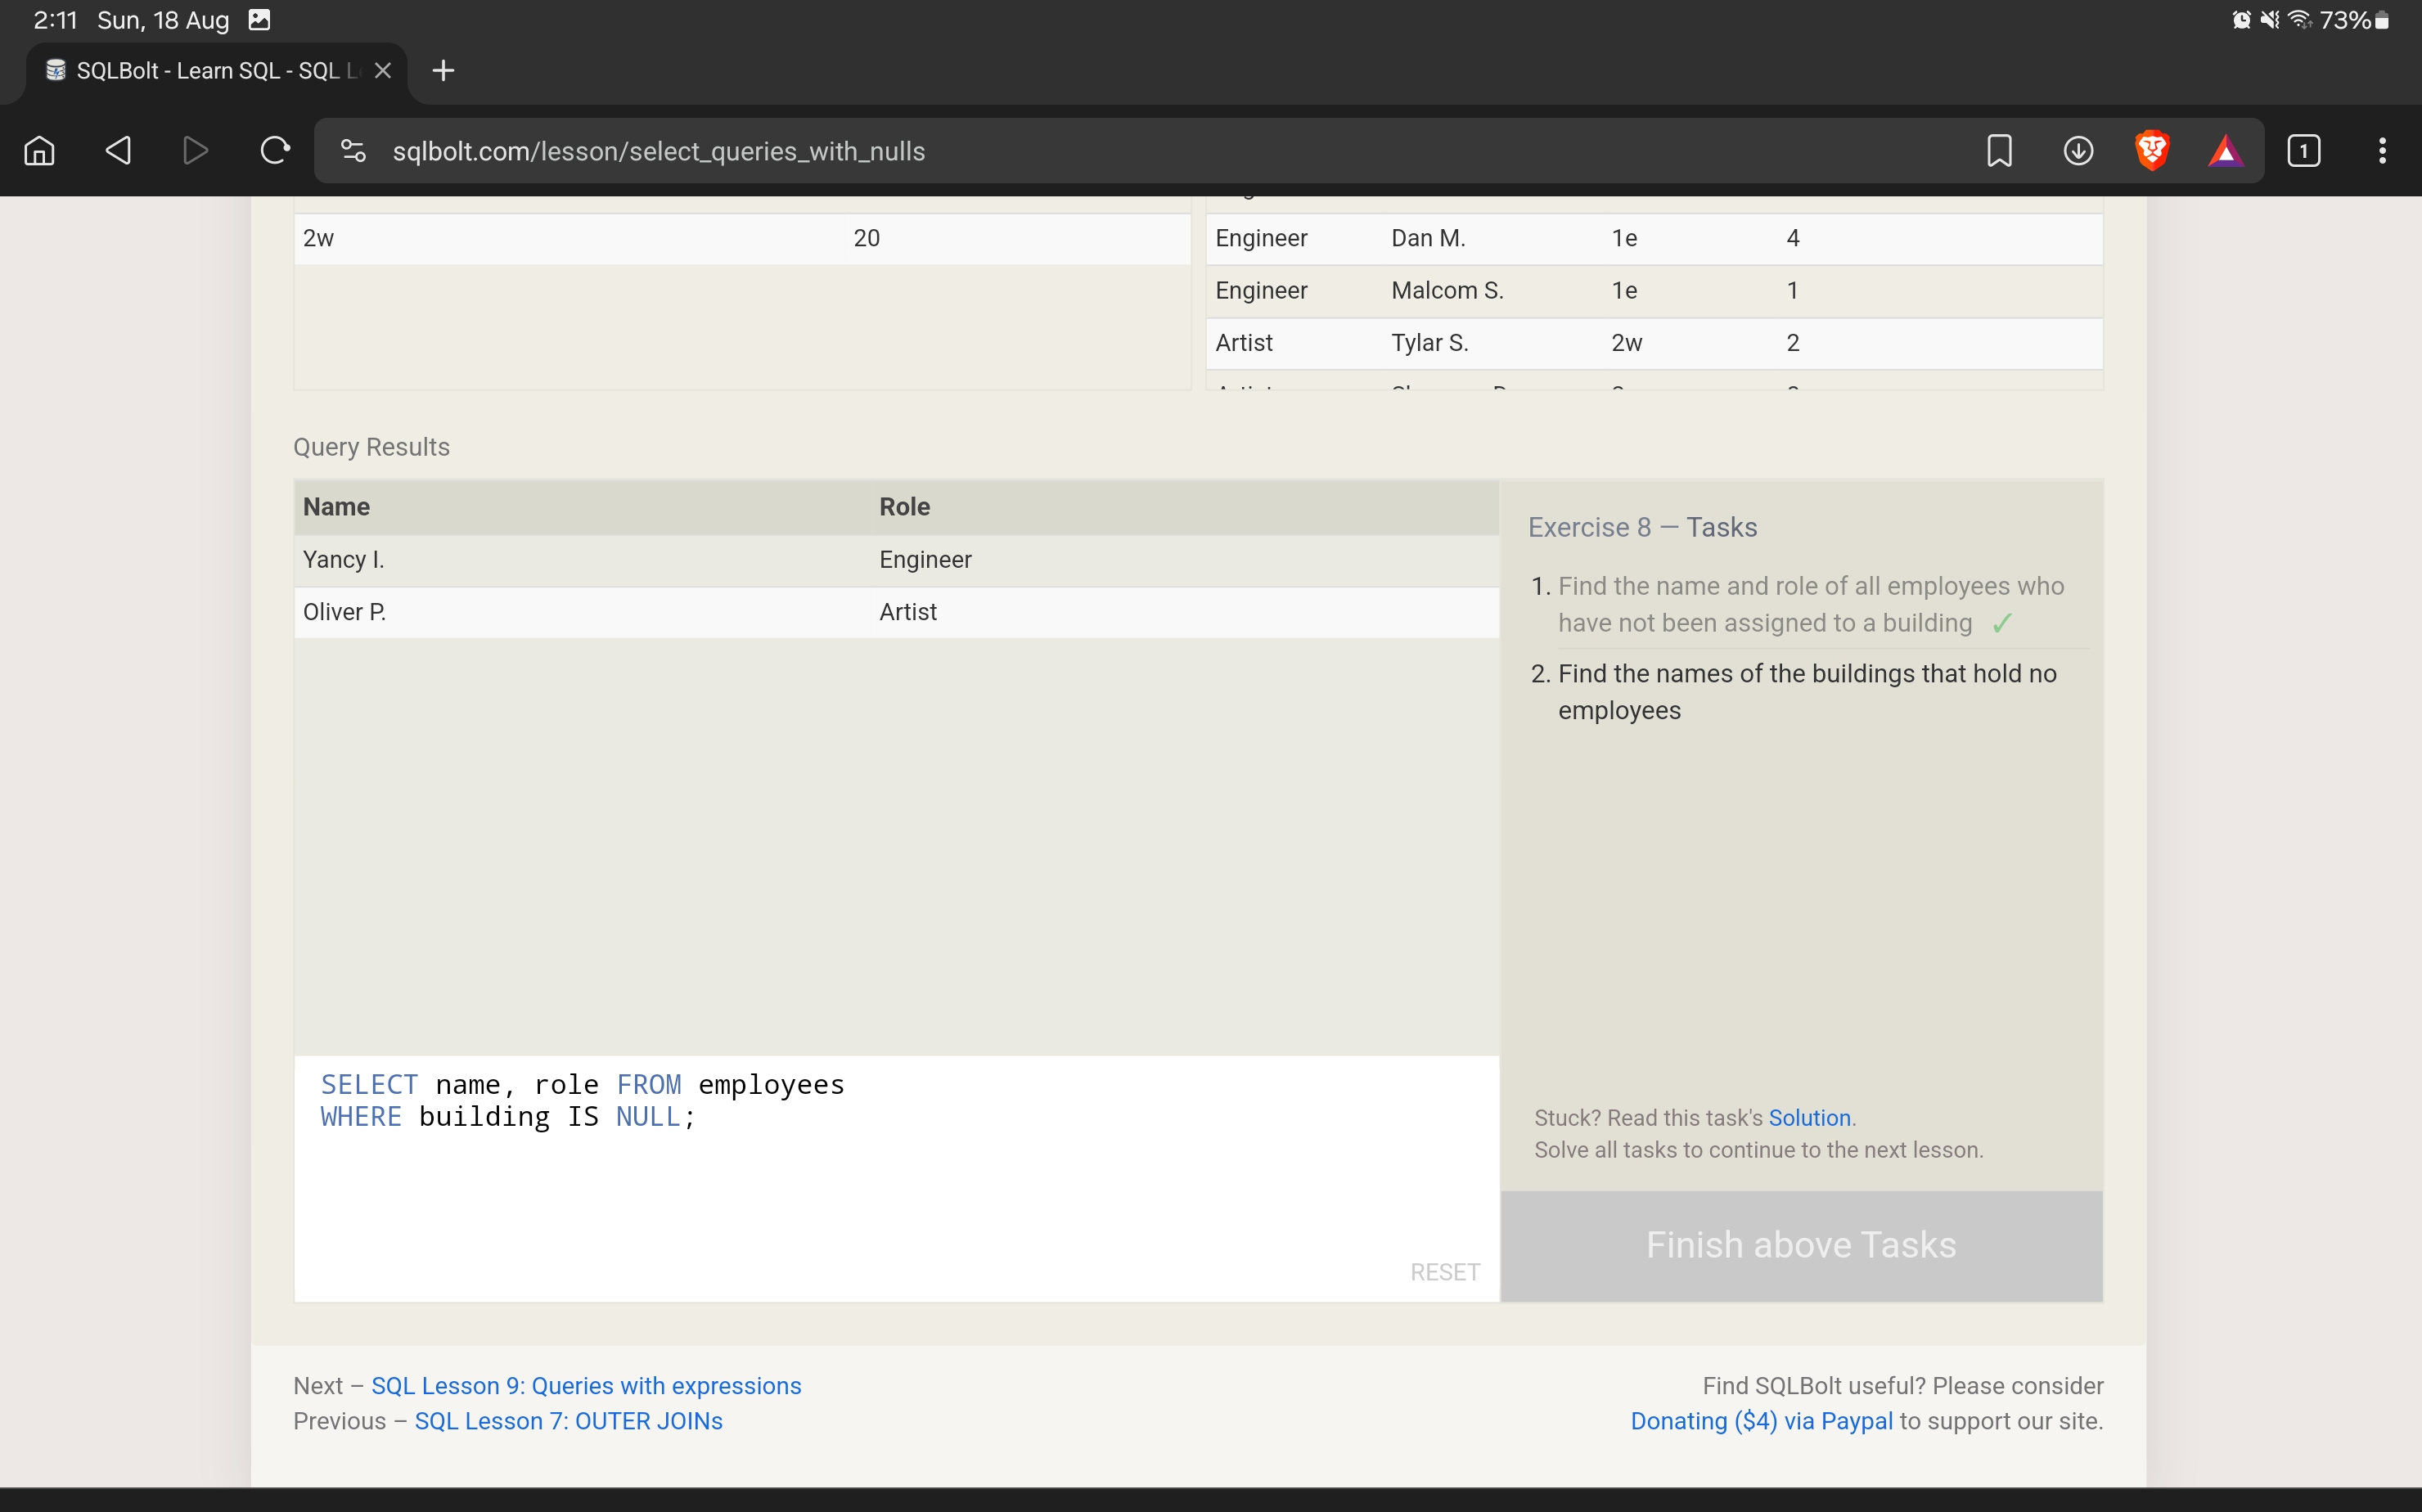 2:11 Sun, 18 Aug 73%
SQLBolt - Learn SQL - SQL L
sqlbolt.com/lesson/select_queries_with_nulls
1
2w 20
Engineer Dan M. 1e 4
Engineer Malcom S. 1e 1
Artist Tylar S. 2w 2
Query Results
Name Role
Yancy I. Engineer
Oliver P. Artist
Exercise 8 — Tasks
1. Find the name and role of all employees who
have not been assigned to a building ✓
2. Find the names of the buildings that hold no
employees
SELECT name, role FROM employees
WHERE building IS NULL;
RESET
Stuck? Read this task's Solution.
Solve all tasks to continue to the next lesson.
Finish above Tasks
Next – SQL Lesson 9: Queries with expressions
Previous – SQL Lesson 7: OUTER JOINs
Find SQLBolt useful? Please consider
Donating ($4) via Paypal to support our site.